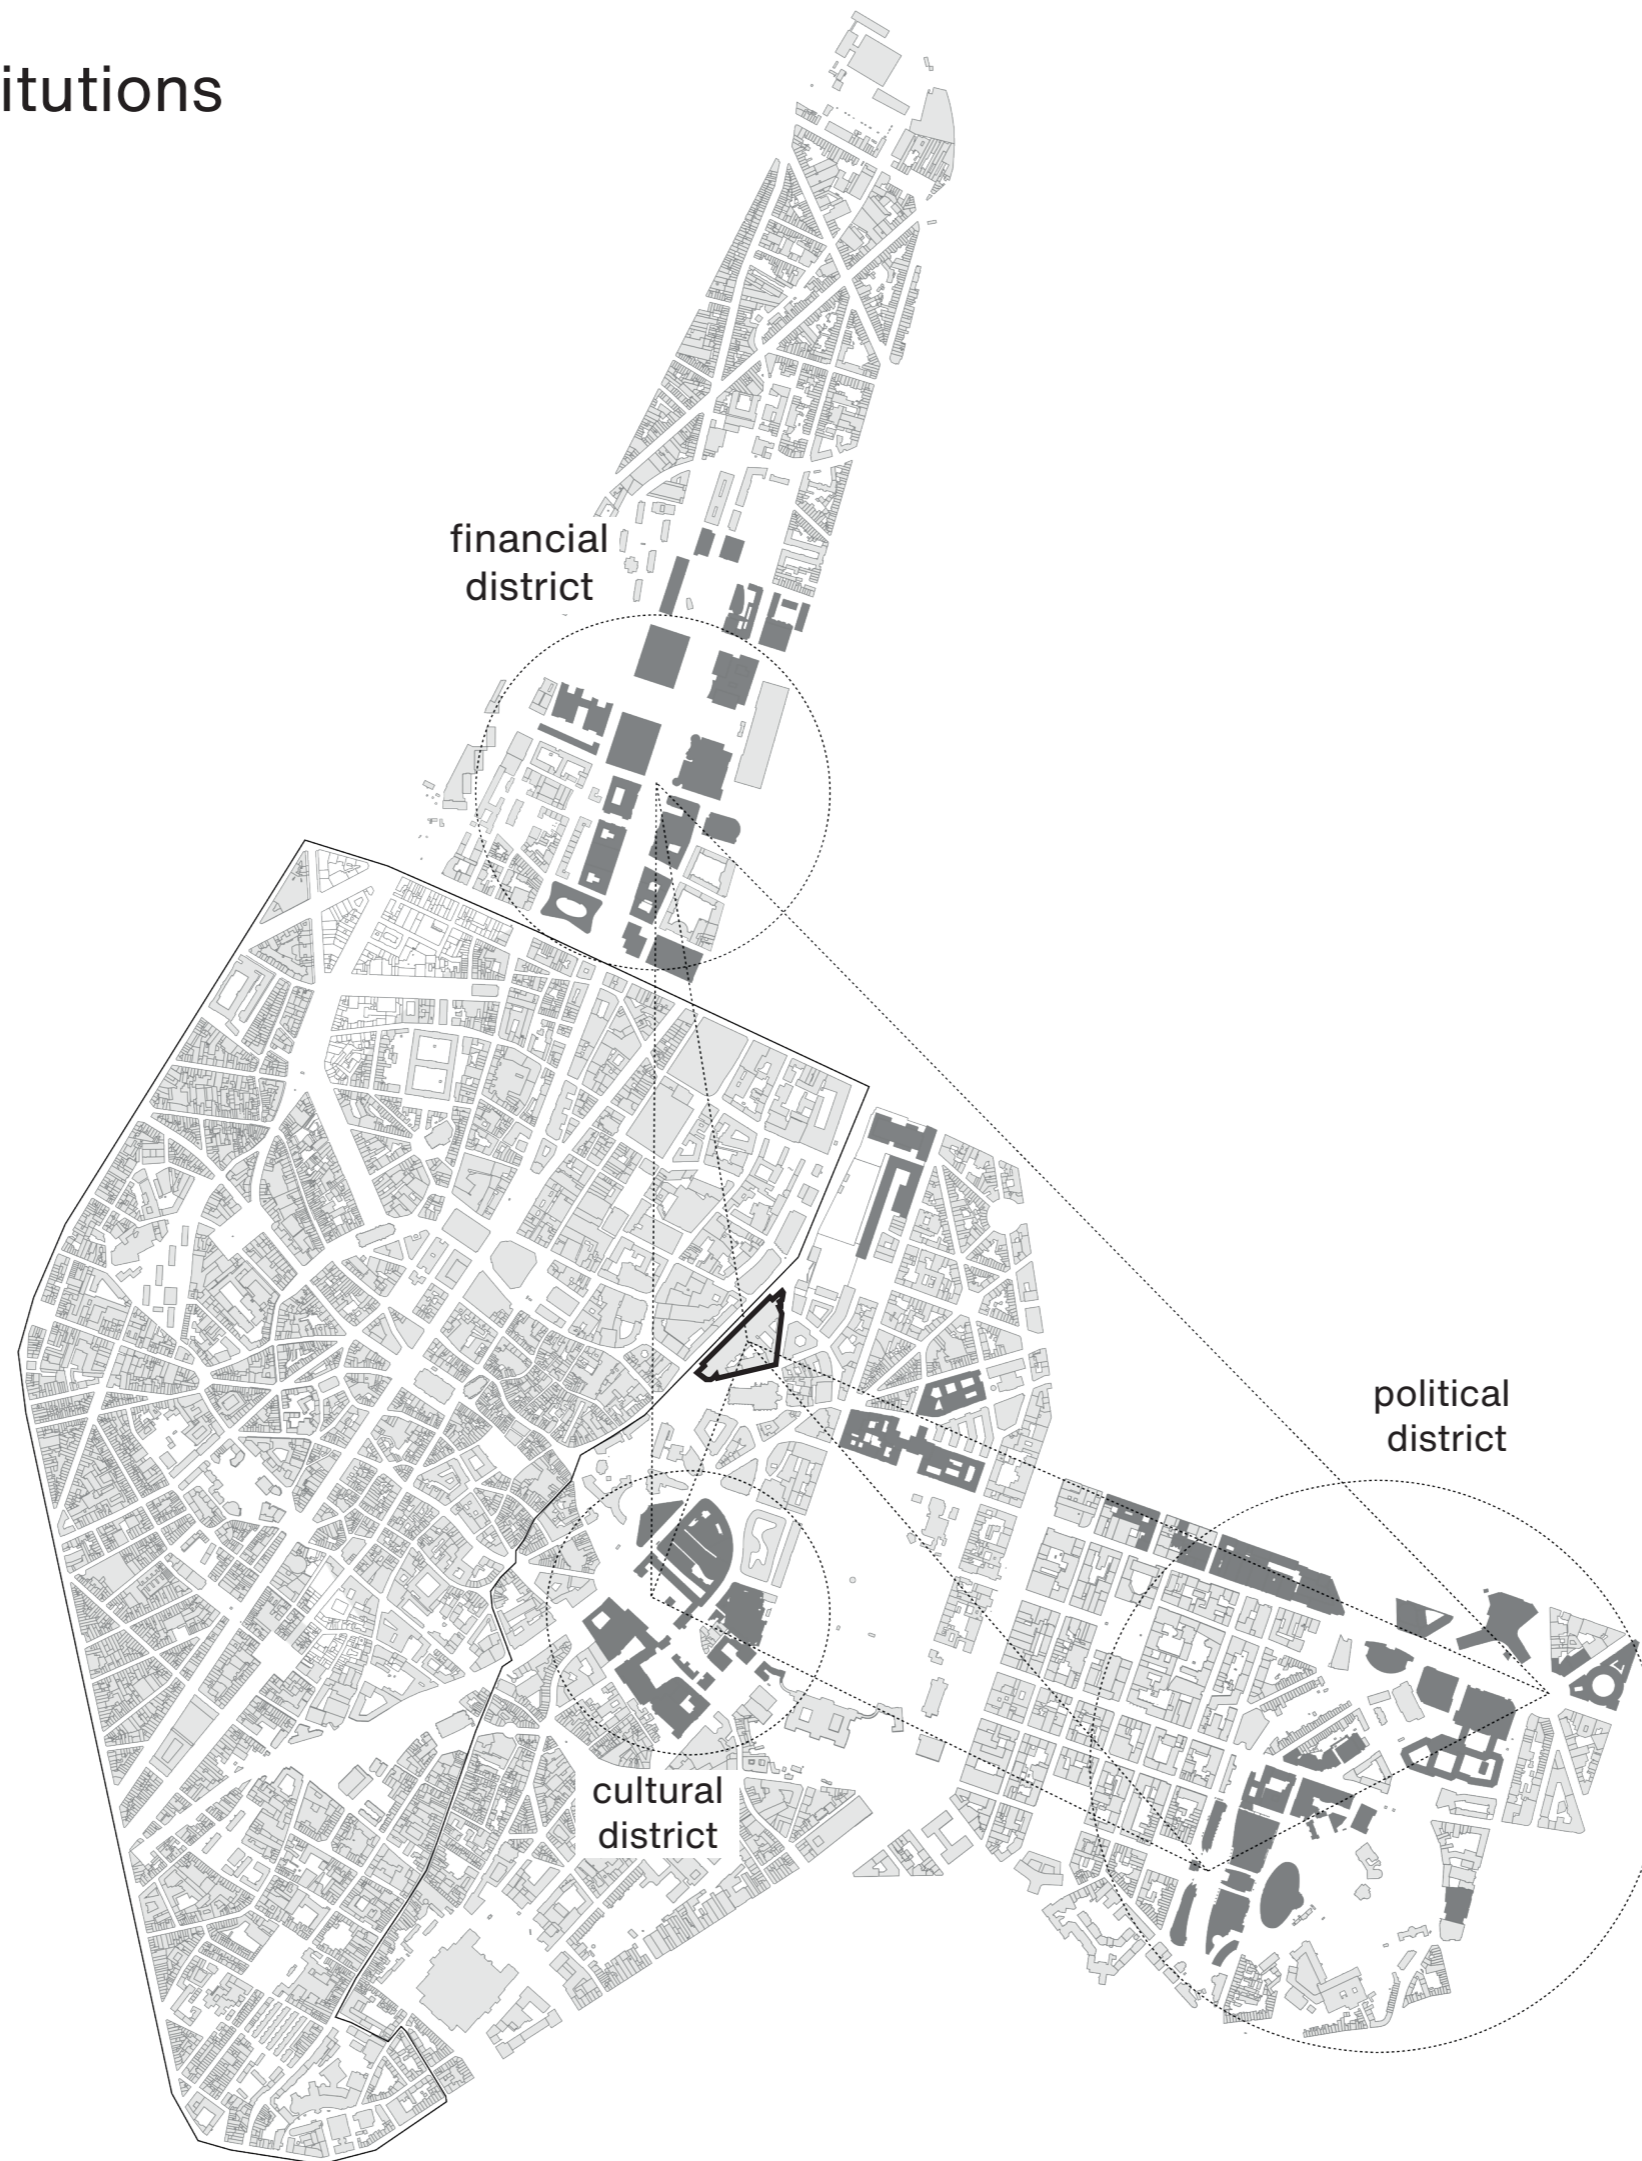 itutions
financial
district
political
district
cultural
district